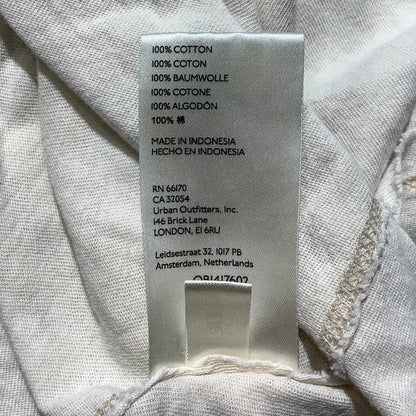 100% COTTON
100% COTON
100% BAUMWOLLE
100% COTONE
100% ALGODÓN
100% 棉
MADE IN INDONESIA
HECHO EN INDONESIA
RN 66170
CA 32054
Urban Outfitters, Inc.
146 Brick Lane
LONDON, E1 6RU
Leidsestraat 32, 1017 PB
Amsterdam, Netherlands
OB1417602